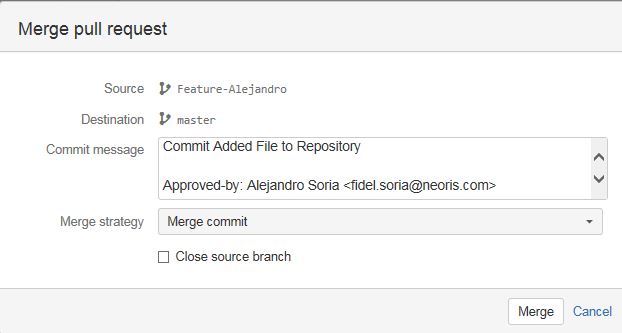 Merge pull request
Source Feature-Alejandro
Destination master
Commit message Commit Added File to Repository
Approved-by: Alejandro Soria <fidel.soria@neoris.com>
Merge strategy Merge commit
Close source branch
Merge Cancel